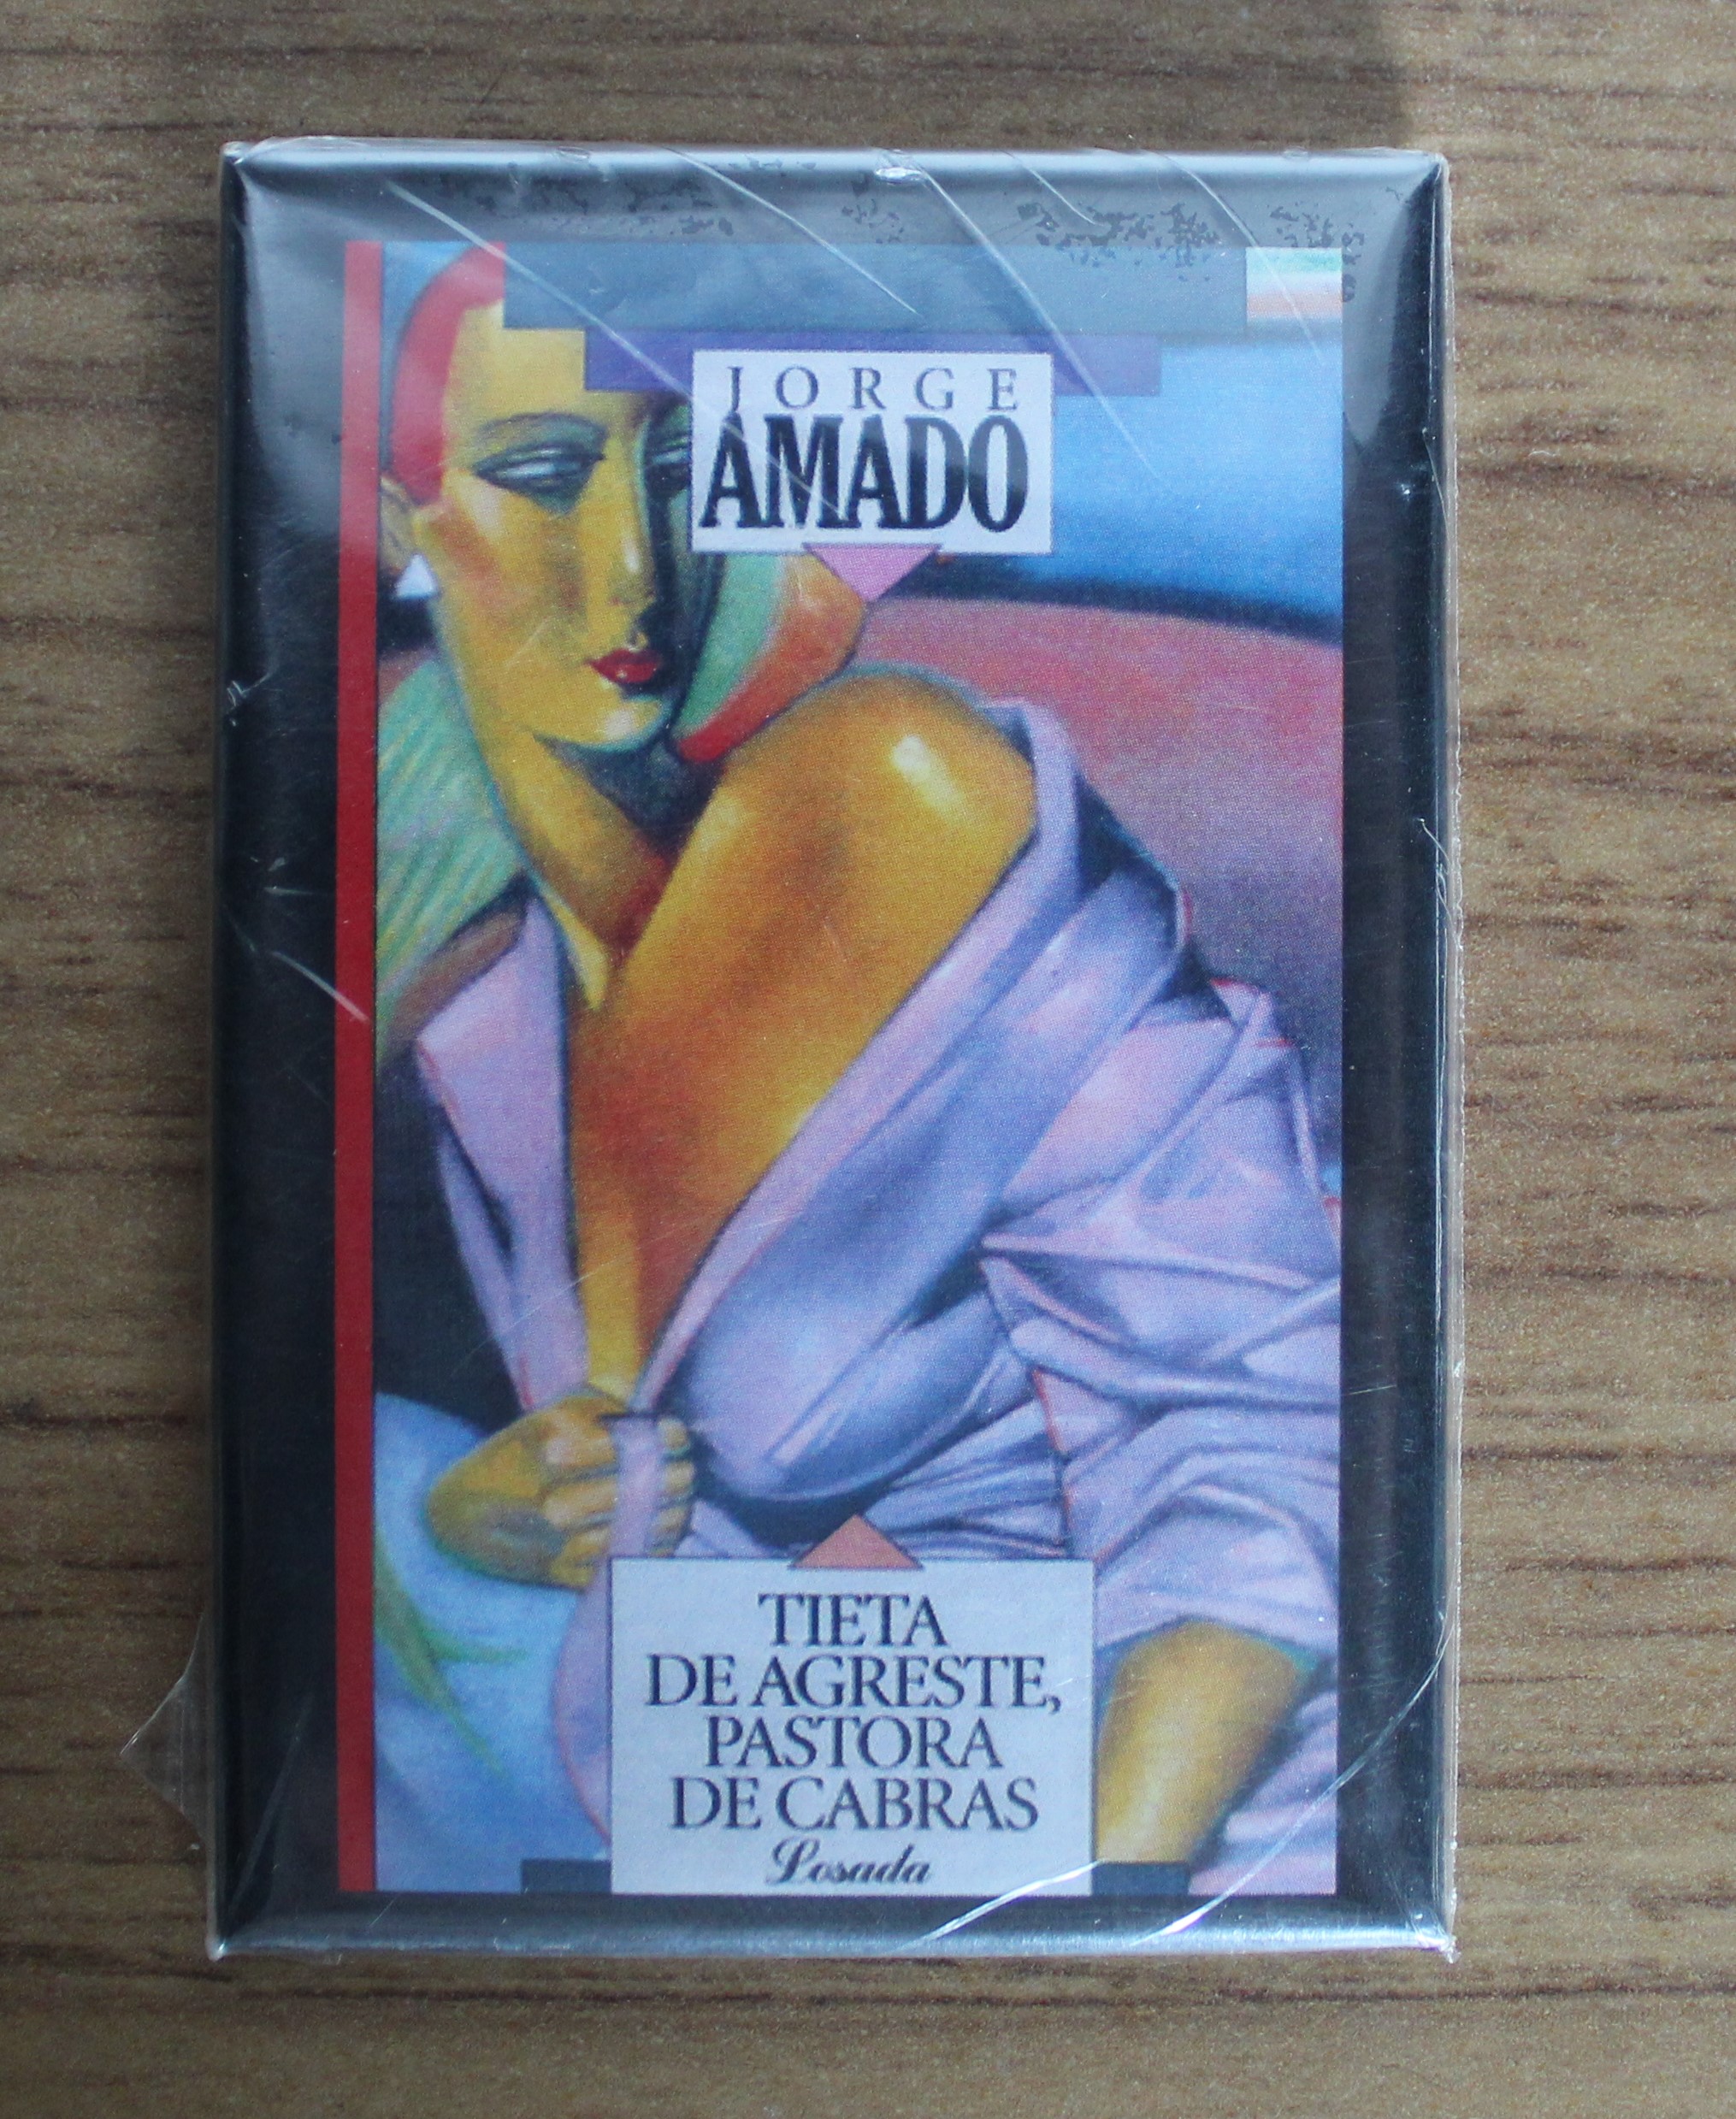 JORGE
AMADO
TIETA
DE AGRESTE,
PASTORA
DE CABRAS
Losada